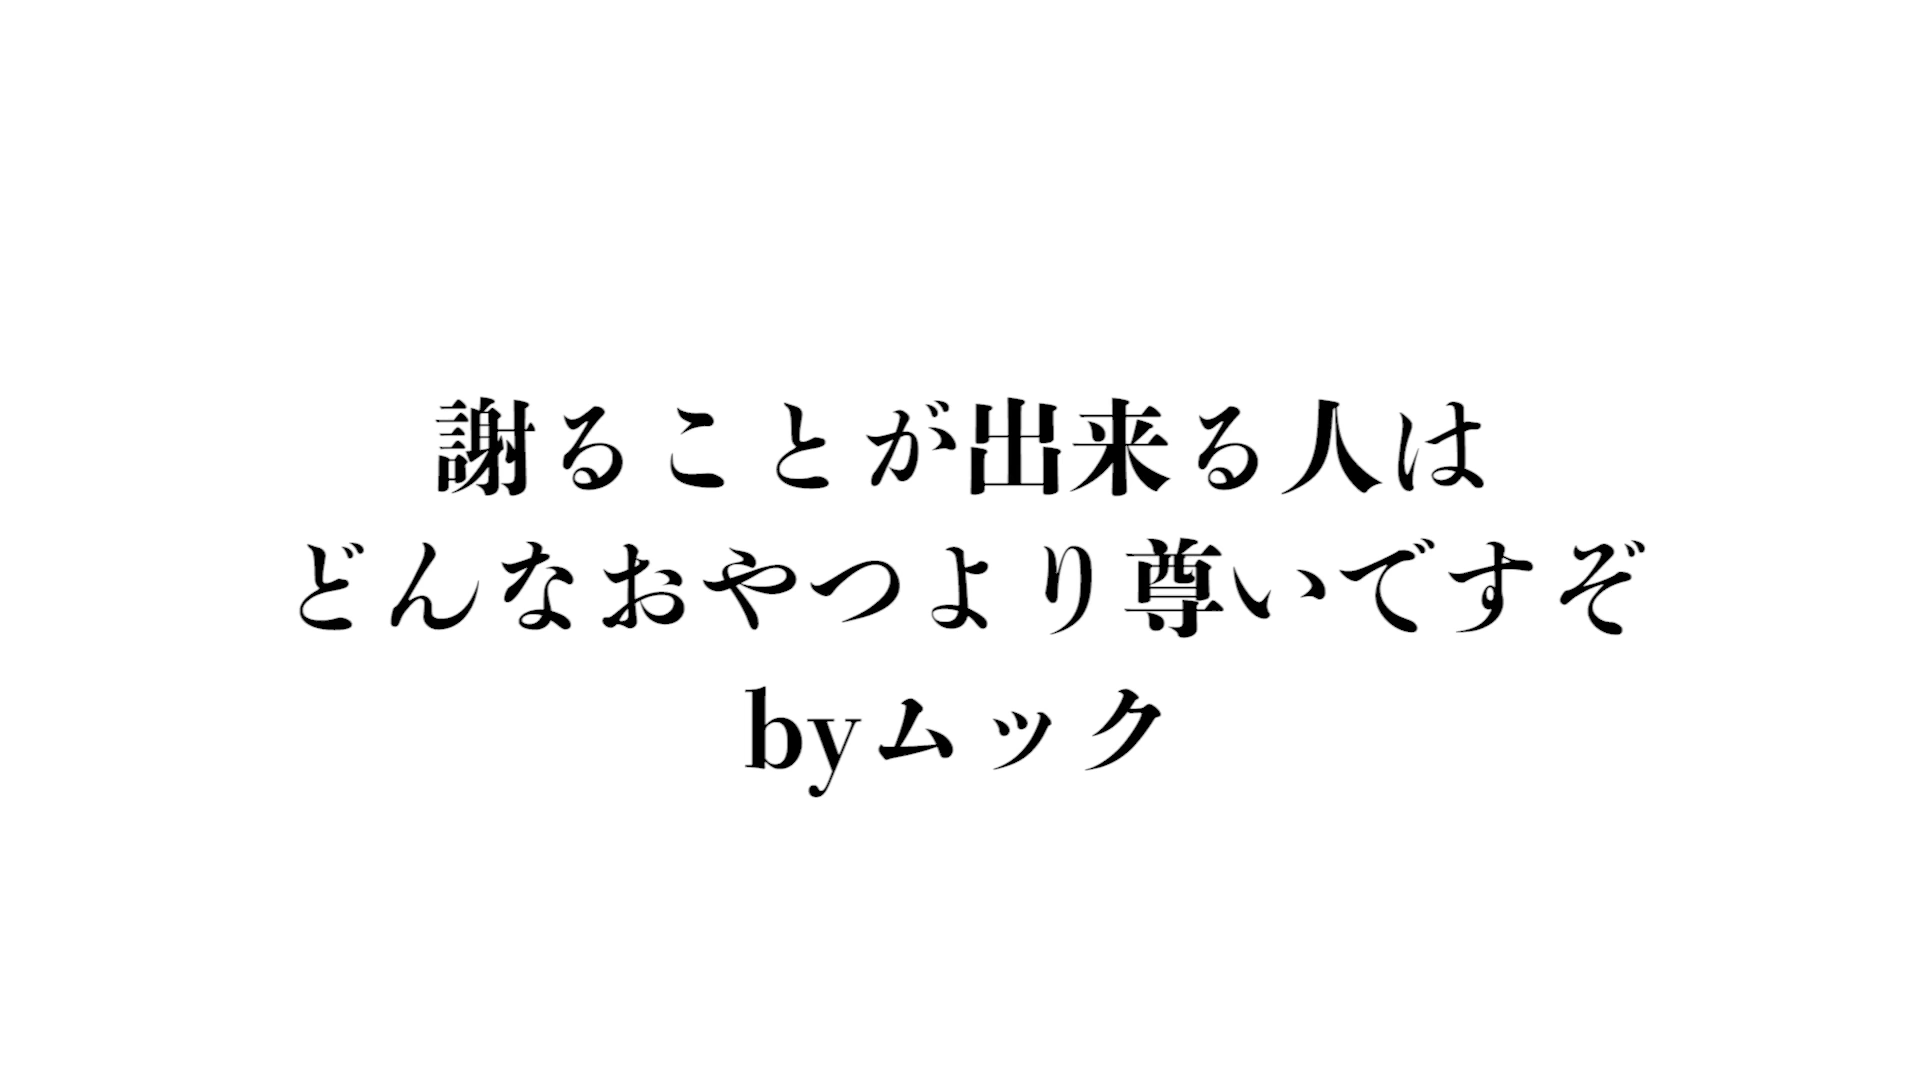 謝ることが出来る人は
どんなおやつより尊いですぞ
byムック